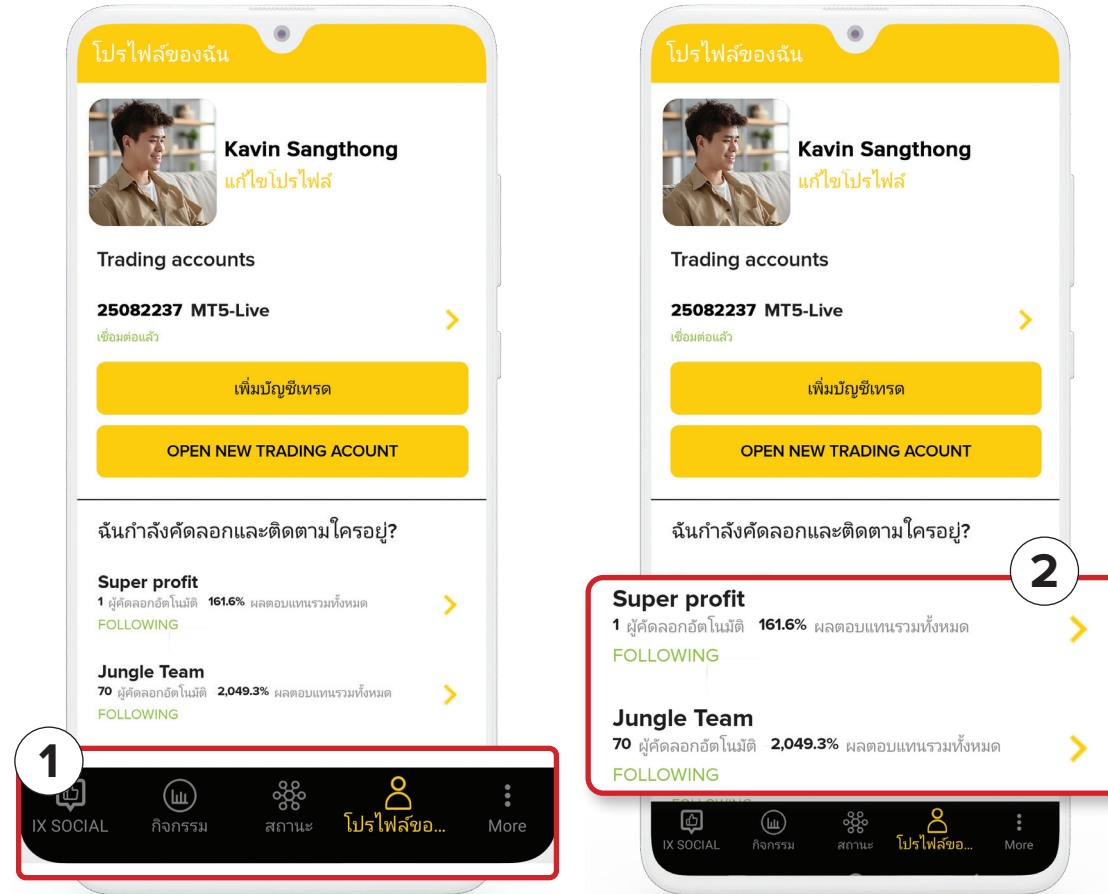 โปรไฟล์ของฉัน
Kavin Sangthong
แก้ไขโปรไฟล์
Trading accounts
25082237 MT5-Live
เชื่อมต่อแล้ว
เพิ่มบัญชีเทรด
OPEN NEW TRADING ACOUNT
ฉันกำลังคัดลอกและติดตามใครอยู่?
Super profit
1 ผู้คัดลอกอัตโนมัติ 161.6% ผลตอบแทนรวมทั้งหมด
FOLLOWING
Jungle Team
70 ผู้คัดลอกอัตโนมัติ 2,049.3% ผลตอบแทนรวมทั้งหมด
FOLLOWING
1
IX SOCIAL กิจกรรม สถานะ โปรไฟล์ขอ... More
โปรไฟล์ของฉัน
Kavin Sangthong
แก้ไขโปรไฟล์
Trading accounts
25082237 MT5-Live
เชื่อมต่อแล้ว
เพิ่มบัญชีเทรด
OPEN NEW TRADING ACOUNT
ฉันกำลังคัดลอกและติดตามใครอยู่?
2
Super profit
1 ผู้คัดลอกอัตโนมัติ 161.6% ผลตอบแทนรวมทั้งหมด
FOLLOWING
Jungle Team
70 ผู้คัดลอกอัตโนมัติ 2,049.3% ผลตอบแทนรวมทั้งหมด
FOLLOWING
IX SOCIAL กิจกรรม สถานะ โปรไฟล์ขอ... More